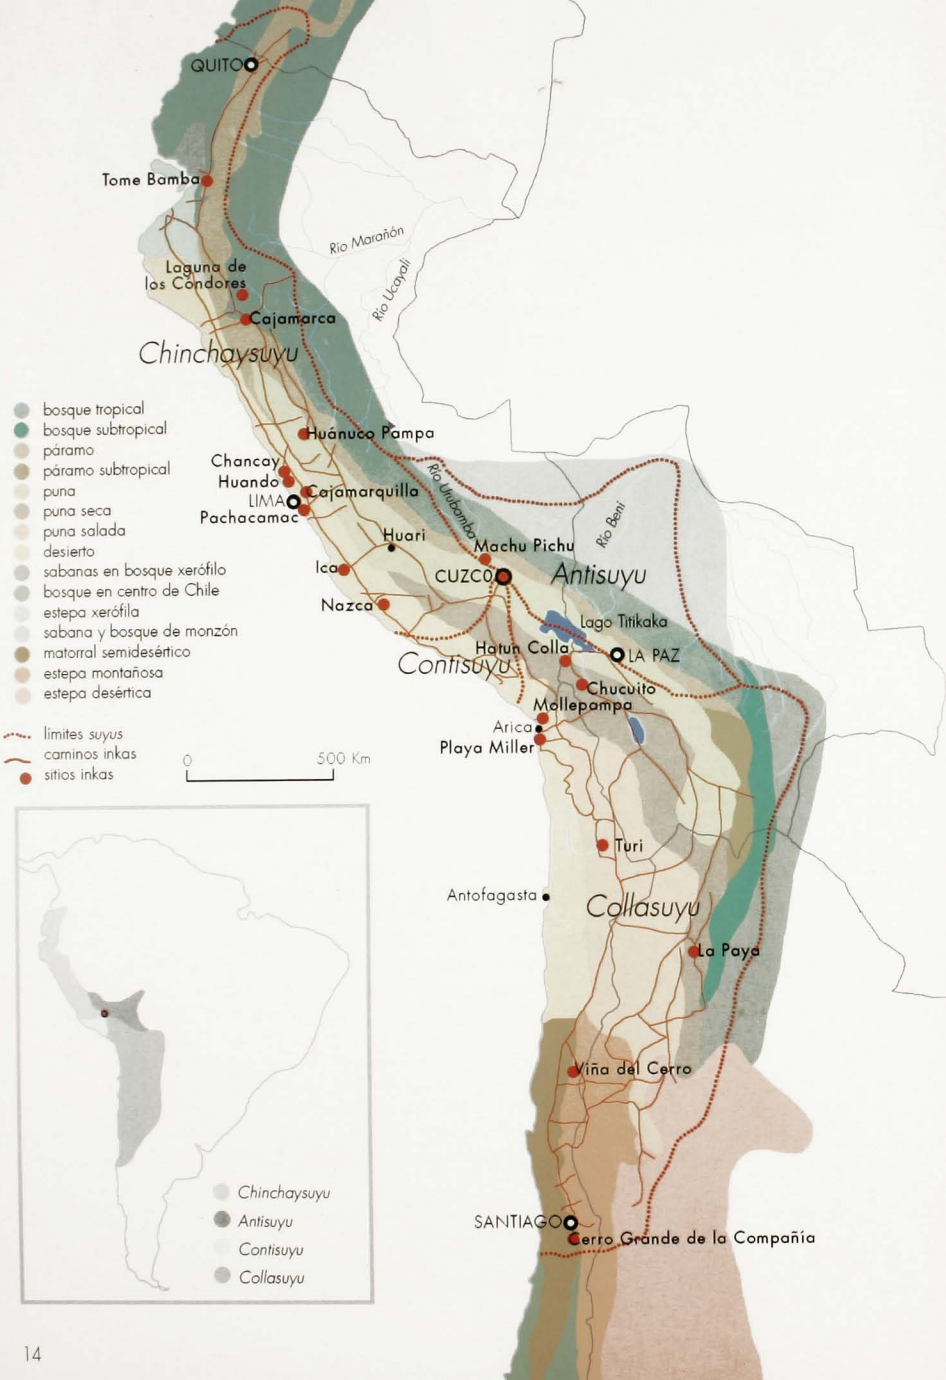 QUITO
Tome Bamba
Río Marañón
Río Ucayali
Laguna de
los Cóndores
Cajamarca
Chinchaysuyu
bosque tropical
bosque subtropical
páramo
páramo subtropical
puna
puna seca
puna salada
desierto
sabanas en bosque xerófilo
bosque en centro de Chile
estepa xerófila
sabana y bosque de monzón
matorral semidesértico
estepa montañosa
estepa desértica
límites suyus
caminos inkas
sitios inkas
0 500 Km
Huánuco Pampa
Chancay
Huando
LIMA
Cajamarquilla
Pachacamac
Río Urubamba
Río Beni
Huari
Machu Pichu
Ica
CUZCO
Antisuyu
Nazca
Lago Titikaka
Hatun Colla
LA PAZ
Contisuyu
Chucuito
Mollepampa
Arica
Playa Miller
Turi
Antofagasta
Collasuyu
La Paya
Viña del Cerro
SANTIAGO
Cerro Grande de la Compañía
Chinchaysuyu
Antisuyu
Contisuyu
Collasuyu
14